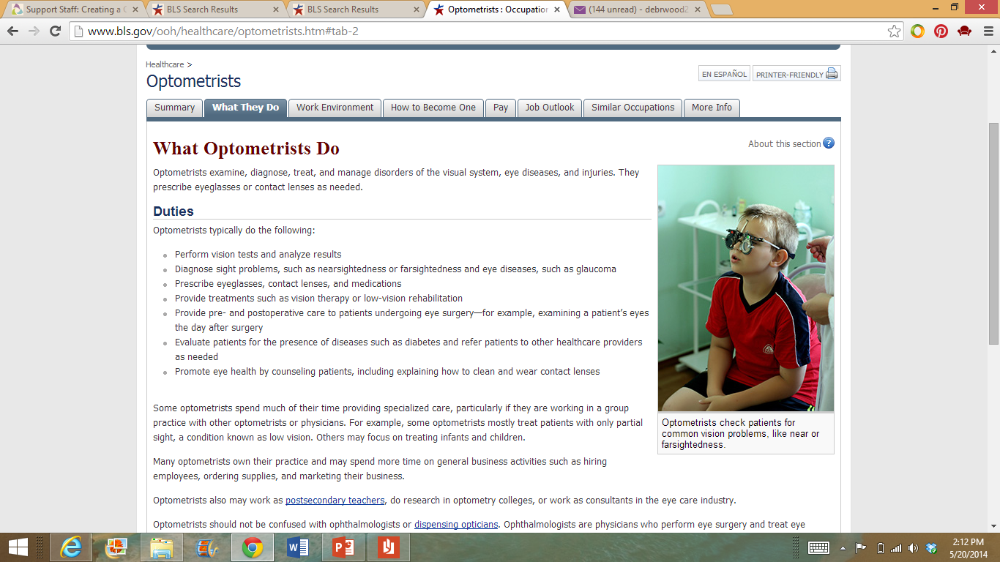 Support Staff: Creating a C
BLS Search Results
BLS Search Results
Optometrists : Occupation
(144 unread) - debrwood2
www.bls.gov/ooh/healthcare/optometrists.htm#tab-2
Healthcare >
Optometrists
EN ESPAÑOL
PRINTER-FRIENDLY
Summary
What They Do
Work Environment
How to Become One
Pay
Job Outlook
Similar Occupations
More Info
What Optometrists Do
About this section ?
Optometrists examine, diagnose, treat, and manage disorders of the visual system, eye diseases, and injuries. They
prescribe eyeglasses or contact lenses as needed.
Duties
Optometrists typically do the following:
Perform vision tests and analyze results
Diagnose sight problems, such as nearsightedness or farsightedness and eye diseases, such as glaucoma
Prescribe eyeglasses, contact lenses, and medications
Provide treatments such as vision therapy or low-vision rehabilitation
Provide pre- and postoperative care to patients undergoing eye surgery—for example, examining a patient's eyes
the day after surgery
Evaluate patients for the presence of diseases such as diabetes and refer patients to other healthcare providers
as needed
Promote eye health by counseling patients, including explaining how to clean and wear contact lenses
Optometrists check patients for
common vision problems, like near or
farsightedness.
Some optometrists spend much of their time providing specialized care, particularly if they are working in a group
practice with other optometrists or physicians. For example, some optometrists mostly treat patients with only partial
sight, a condition known as low vision. Others may focus on treating infants and children.
Many optometrists own their practice and may spend more time on general business activities such as hiring
employees, ordering supplies, and marketing their business.
Optometrists also may work as postsecondary teachers, do research in optometry colleges, or work as consultants in the eye care industry.
Optometrists should not be confused with ophthalmologists or dispensing opticians. Ophthalmologists are physicians who perform eye surgery and treat eye
2:12 PM
5/20/2014